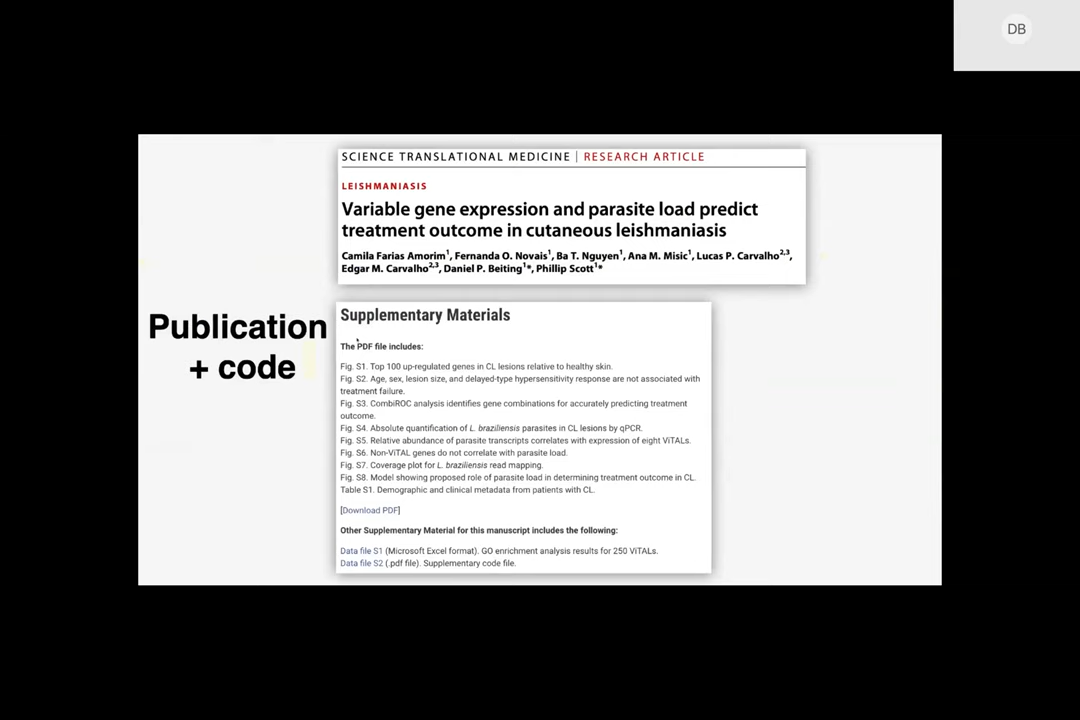 DB
SCIENCE TRANSLATIONAL MEDICINE | RESEARCH ARTICLE
LEISHMANIASIS
Variable gene expression and parasite load predict
treatment outcome in cutaneous leishmaniasis
Camila Farias Amorim1, Fernanda O. Novais1, Ba T. Nguyen1, Ana M. Misic1, Lucas P. Carvalho2,3,
Edgar M. Carvalho2,3, Daniel P. Beiting1*, Phillip Scott1*
Publication
+ code
Supplementary Materials
The PDF file includes:
Fig. S1. Top 100 up-regulated genes in CL lesions relative to healthy skin.
Fig. S2. Age, sex, lesion size, and delayed-type hypersensitivity response are not associated with
treatment failure.
Fig. S3. CombiROC analysis identifies gene combinations for accurately predicting treatment
outcome.
Fig. S4. Absolute quantification of L. braziliensis parasites in CL lesions by qPCR.
Fig. S5. Relative abundance of parasite transcripts correlates with expression of eight ViTALs.
Fig. S6. Non-ViTAL genes do not correlate with parasite load.
Fig. S7. Coverage plot for L. braziliensis read mapping.
Fig. S8. Model showing proposed role of parasite load in determining treatment outcome in CL.
Table S1. Demographic and clinical metadata from patients with CL.
[Download PDF]
Other Supplementary Material for this manuscript includes the following:
Data file S1 (Microsoft Excel format). GO enrichment analysis results for 250 ViTALs.
Data file S2 (.pdf file). Supplementary code file.